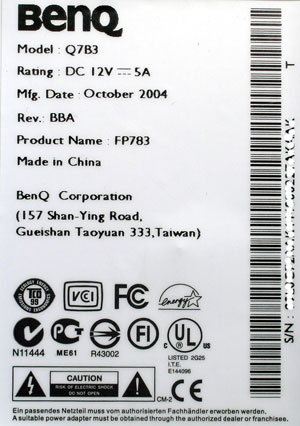 BenQ
Model : Q7B3
Rating : DC 12V ⎓ 5A
Mfg. Date : October 2004
Rev.: BBA
Product Name : FP783
Made in China
BenQ Corporation
(157 Shan-Ying Road,
Gueishan Taoyuan 333,Taiwan)
TCO
99
VCI
FC
energy
N11444
ME61
R43002
FI
UL
LISTED 2G25
I.T.E.
E144096
CAUTION
RISK OF ELECTRIC SHOCK
DO NOT OPEN
CM-2
CE
Ein passendes Netzteil muss vom authorisierten Fachhändler erworben werden.
A suitable power adapter must be obtained through the authorized dealer or franchiser.
T
S/N